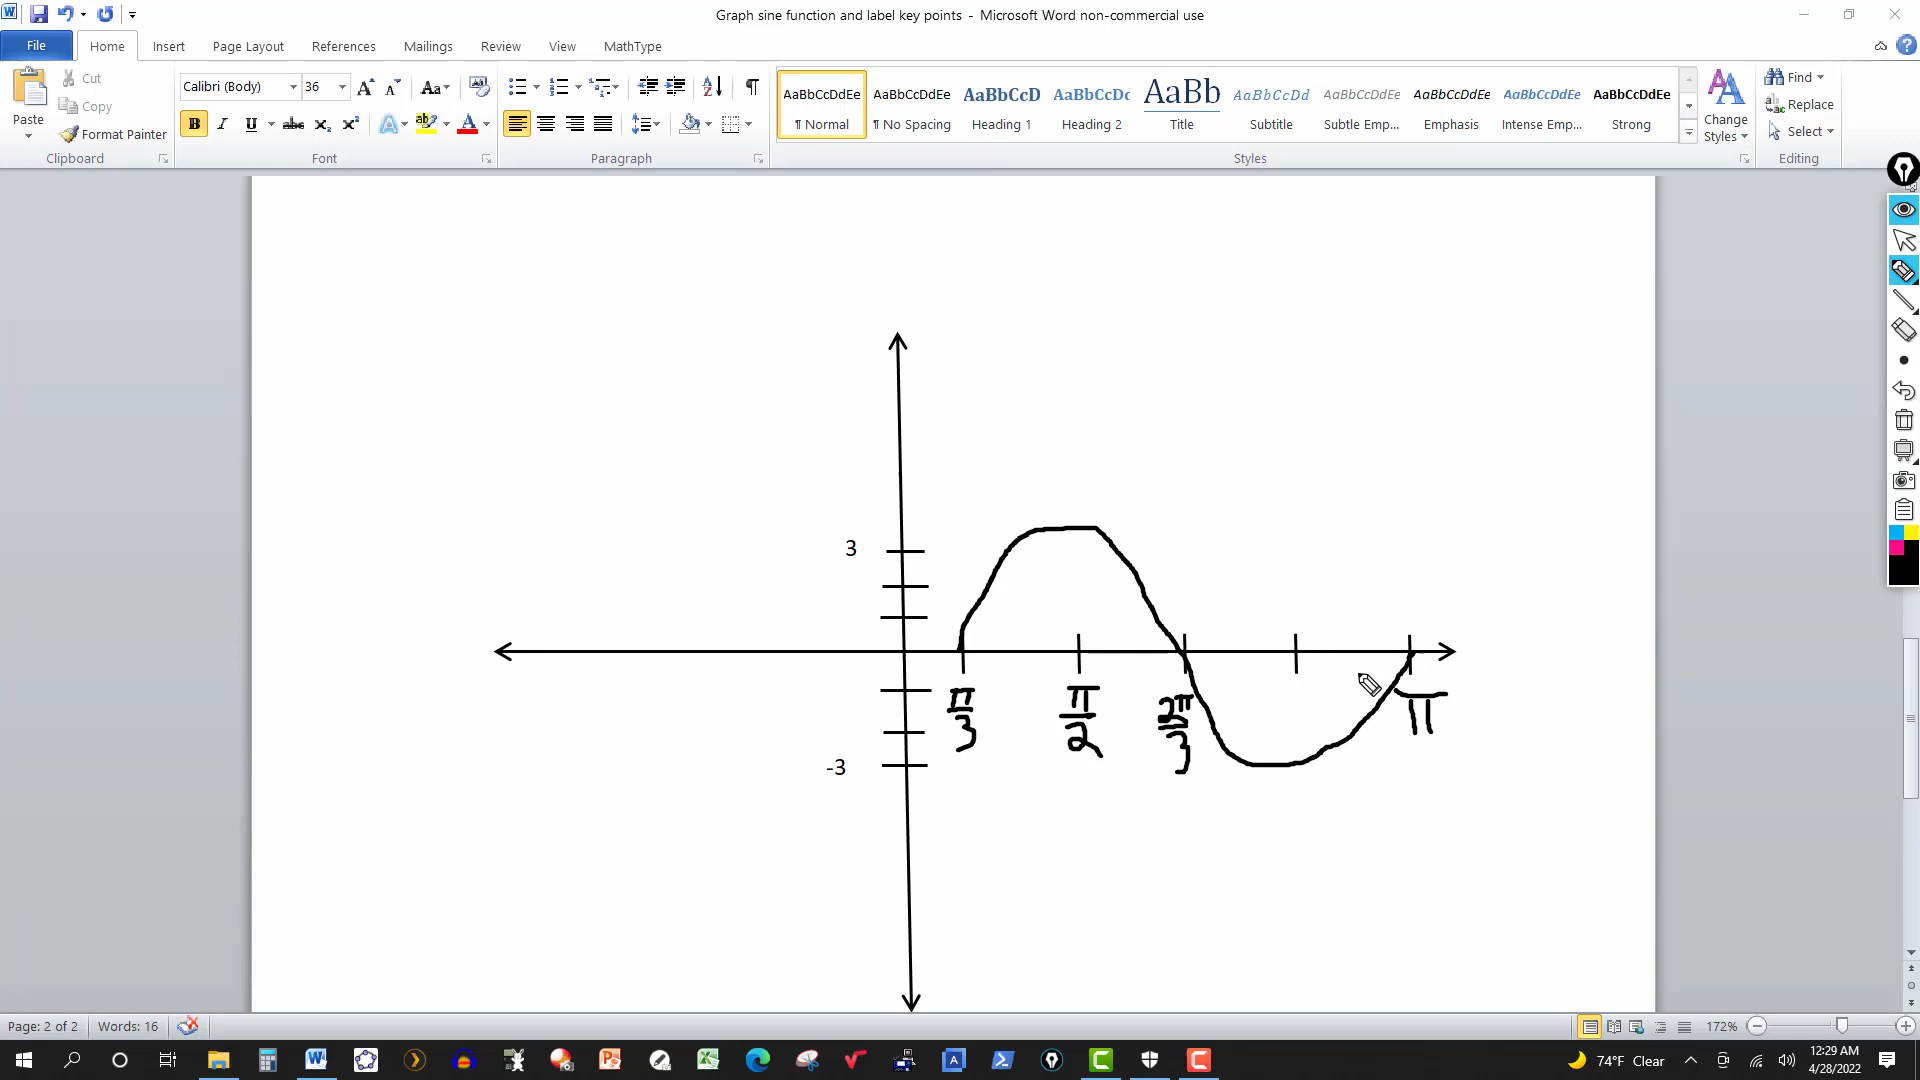 Graph sine function and label key points - Microsoft Word non-commercial use
File Home Insert Page Layout References Mailings Review View MathType
Paste
Cut
Copy
Format Painter
Clipboard
Calibri (Body) 36
Font
Paragraph
AaBbCcDdEe AaBbCcDdEe AaBbCcD AaBbCcDc AaBb AaBbCcDd AaBbCcDdEe AaBbCcDdEe AaBbCcDdEe AaBbCcDdEe
¶ Normal ¶ No Spacing Heading 1 Heading 2 Title Subtitle Subtle Emp... Emphasis Intense Emp... Strong
Styles
Change Styles
Find
Replace
Select
Editing
3
-3
π/3 π/2 2π/3 π
Page: 2 of 2 Words: 16 172%
74°F Clear
12:29 AM
4/28/2022